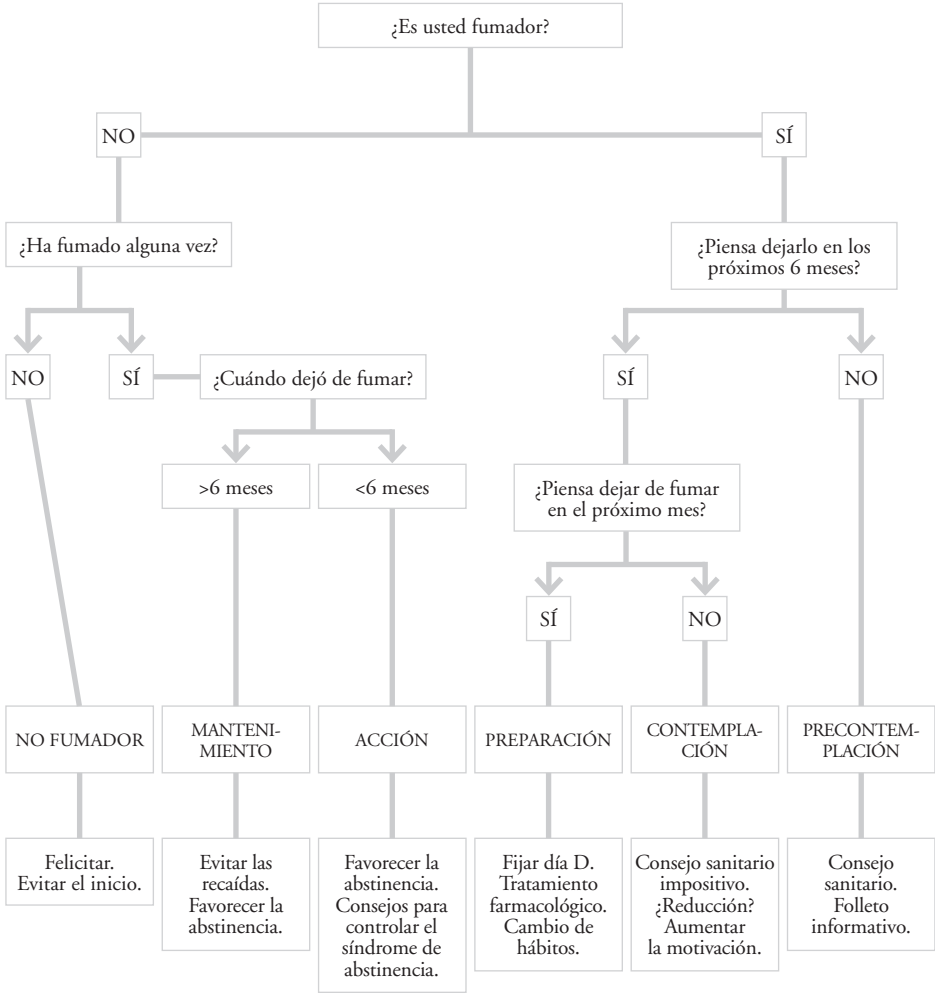 ¿Es usted fumador?
NO
SÍ
¿Ha fumado alguna vez?
¿Piensa dejarlo en los
próximos 6 meses?
NO
SÍ
¿Cuándo dejó de fumar?
SÍ
NO
>6 meses
<6 meses
¿Piensa dejar de fumar
en el próximo mes?
SÍ
NO
NO FUMADOR
MANTENI-
MIENTO
ACCIÓN
PREPARACIÓN
CONTEMPLA-
CIÓN
PRECONTEM-
PLACIÓN
Felicitar.
Evitar el inicio.
Evitar las
recaídas.
Favorecer la
abstinencia.
Favorecer la
abstinencia.
Consejos para
controlar el
síndrome de
abstinencia.
Fijar día D.
Tratamiento
farmacológico.
Cambio de
hábitos.
Consejo sanitario
impositivo.
¿Reducción?
Aumentar
la motivación.
Consejo
sanitario.
Folleto
informativo.